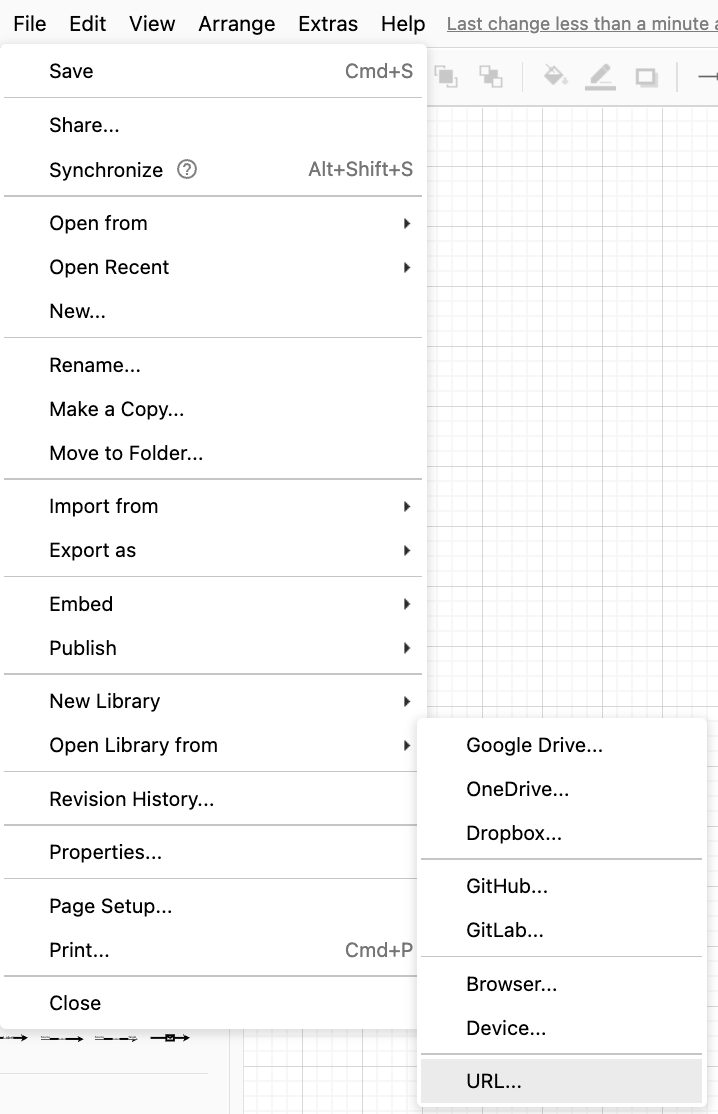 File Edit View Arrange Extras Help Last change less than a minute
Save Cmd+S
Share...
Synchronize ? Alt+Shift+S
Open from
Open Recent
New...
Rename...
Make a Copy...
Move to Folder...
Import from
Export as
Embed
Publish
New Library
Open Library from
Google Drive...
OneDrive...
Dropbox...
GitHub...
GitLab...
Browser...
Device...
URL...
Revision History...
Properties...
Page Setup...
Print... Cmd+P
Close